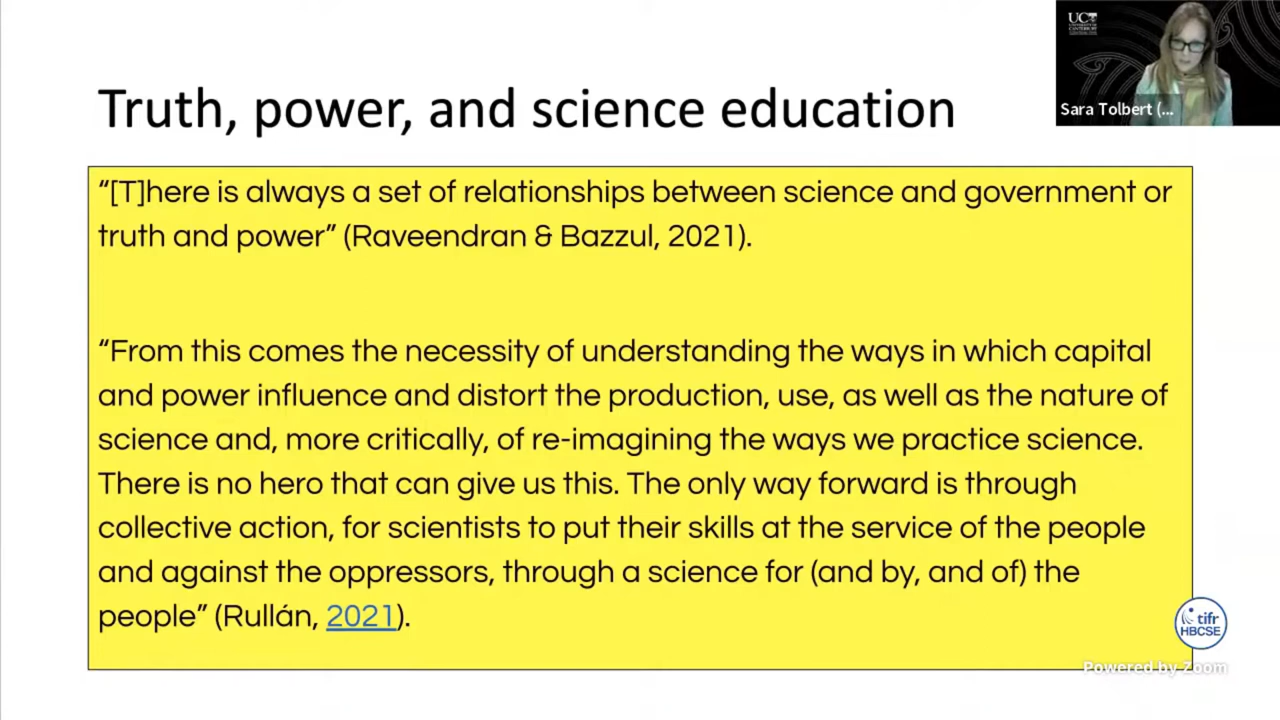 UC
Sara Tolbert (...
Truth, power, and science education
“[T]here is always a set of relationships between science and government or
truth and power” (Raveendran & Bazzul, 2021).
“From this comes the necessity of understanding the ways in which capital
and power influence and distort the production, use, as well as the nature of
science and, more critically, of re-imagining the ways we practice science.
There is no hero that can give us this. The only way forward is through
collective action, for scientists to put their skills at the service of the people
and against the oppressors, through a science for (and by, and of) the
people” (Rullán, 2021).
tifr
HBCSE
Powered by Zoom